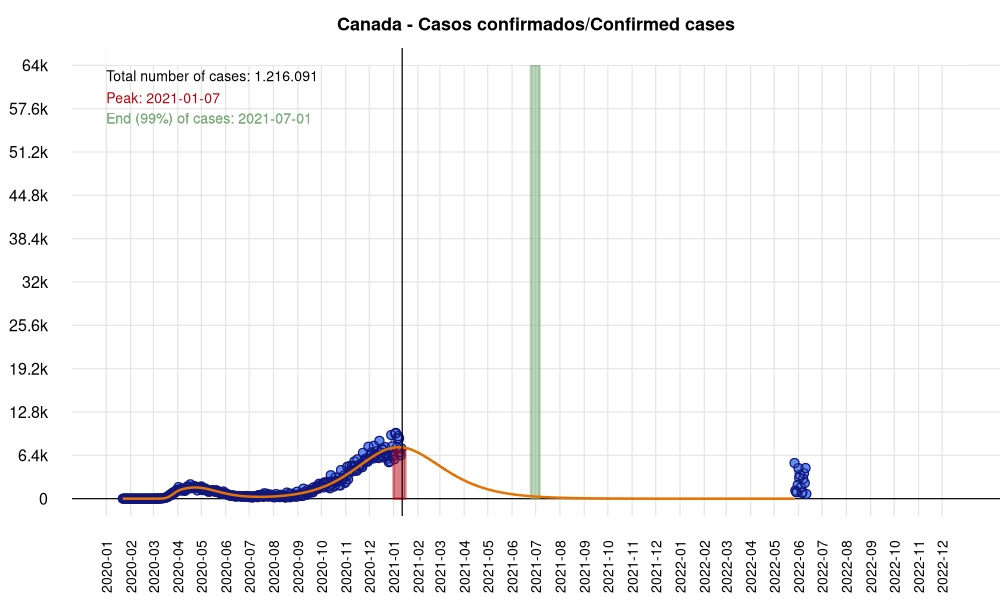 Canada - Casos confirmados/Confirmed cases
64k
57.6k
51.2k
44.8k
38.4k
32k
25.6k
19.2k
12.8k
6.4k
0
Total number of cases: 1.216.091
Peak: 2021-01-07
End (99%) of cases: 2021-07-01
2020-01
2020-02
2020-03
2020-04
2020-05
2020-06
2020-07
2020-08
2020-09
2020-10
2020-11
2020-12
2021-01
2021-02
2021-03
2021-04
2021-05
2021-06
2021-07
2021-08
2021-09
2021-10
2021-11
2021-12
2022-01
2022-02
2022-03
2022-04
2022-05
2022-06
2022-07
2022-08
2022-09
2022-10
2022-11
2022-12